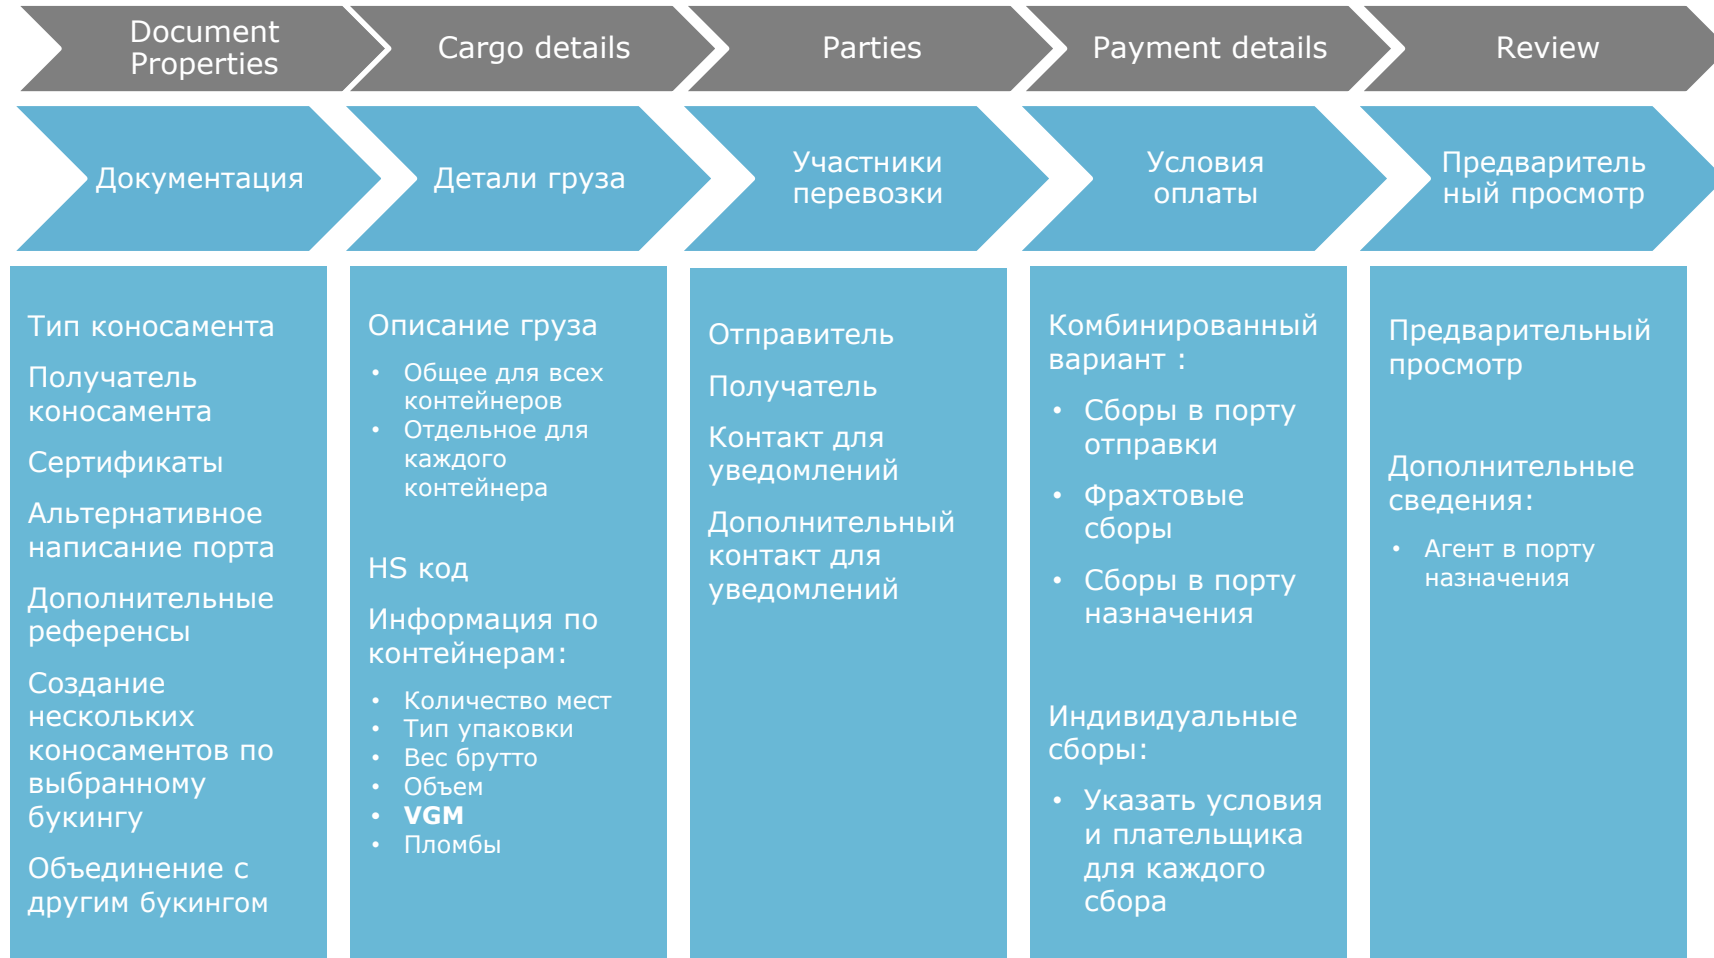 Document
Properties
Cargo details
Parties
Payment details
Review
Документация
Детали груза
Участники
перевозки
Условия
оплаты
Предваритель
ный просмотр
Тип коносамента
Получатель
коносамента
Сертификаты
Альтернативное
написание порта
Дополнительные
референсы
Создание
нескольких
коносаментов по
выбранному
букингу
Объединение с
другим букингом
Описание груза
• Общее для всех
контейнеров
• Отдельное для
каждого
контейнера
HS код
Информация по
контейнерам:
• Количество мест
• Тип упаковки
• Вес брутто
• Объем
• VGM
• Пломбы
Отправитель
Получатель
Контакт для
уведомлений
Дополнительный
контакт для
уведомлений
Комбинированный
вариант :
• Сборы в порту
отправки
• Фрахтовые
сборы
• Сборы в порту
назначения
Индивидуальные
сборы:
• Указать условия
и плательщика
для каждого
сбора
Предварительный
просмотр
Дополнительные
сведения:
• Агент в порту
назначения